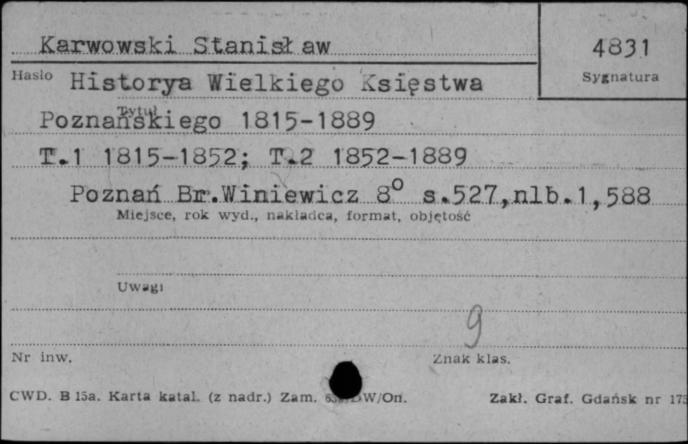 Karwowski Stanisław
4831
Hasło
Sygnatura
Historya Wielkiego Księstwa
Tytuł
Poznańskiego 1815-1889
T.1 1815-1852; T.2 1852-1889
Poznań Br.Winiewicz 8° s.527,nlb.1,588
Miejsce, rok wyd., nakładca, format, objętość
Uwagi
9
Nr inw.
Znak klas.
CWD. B 15a. Karta katal. (z nadr.) Zam. W/On.
Zakł. Graf. Gdańsk nr 175